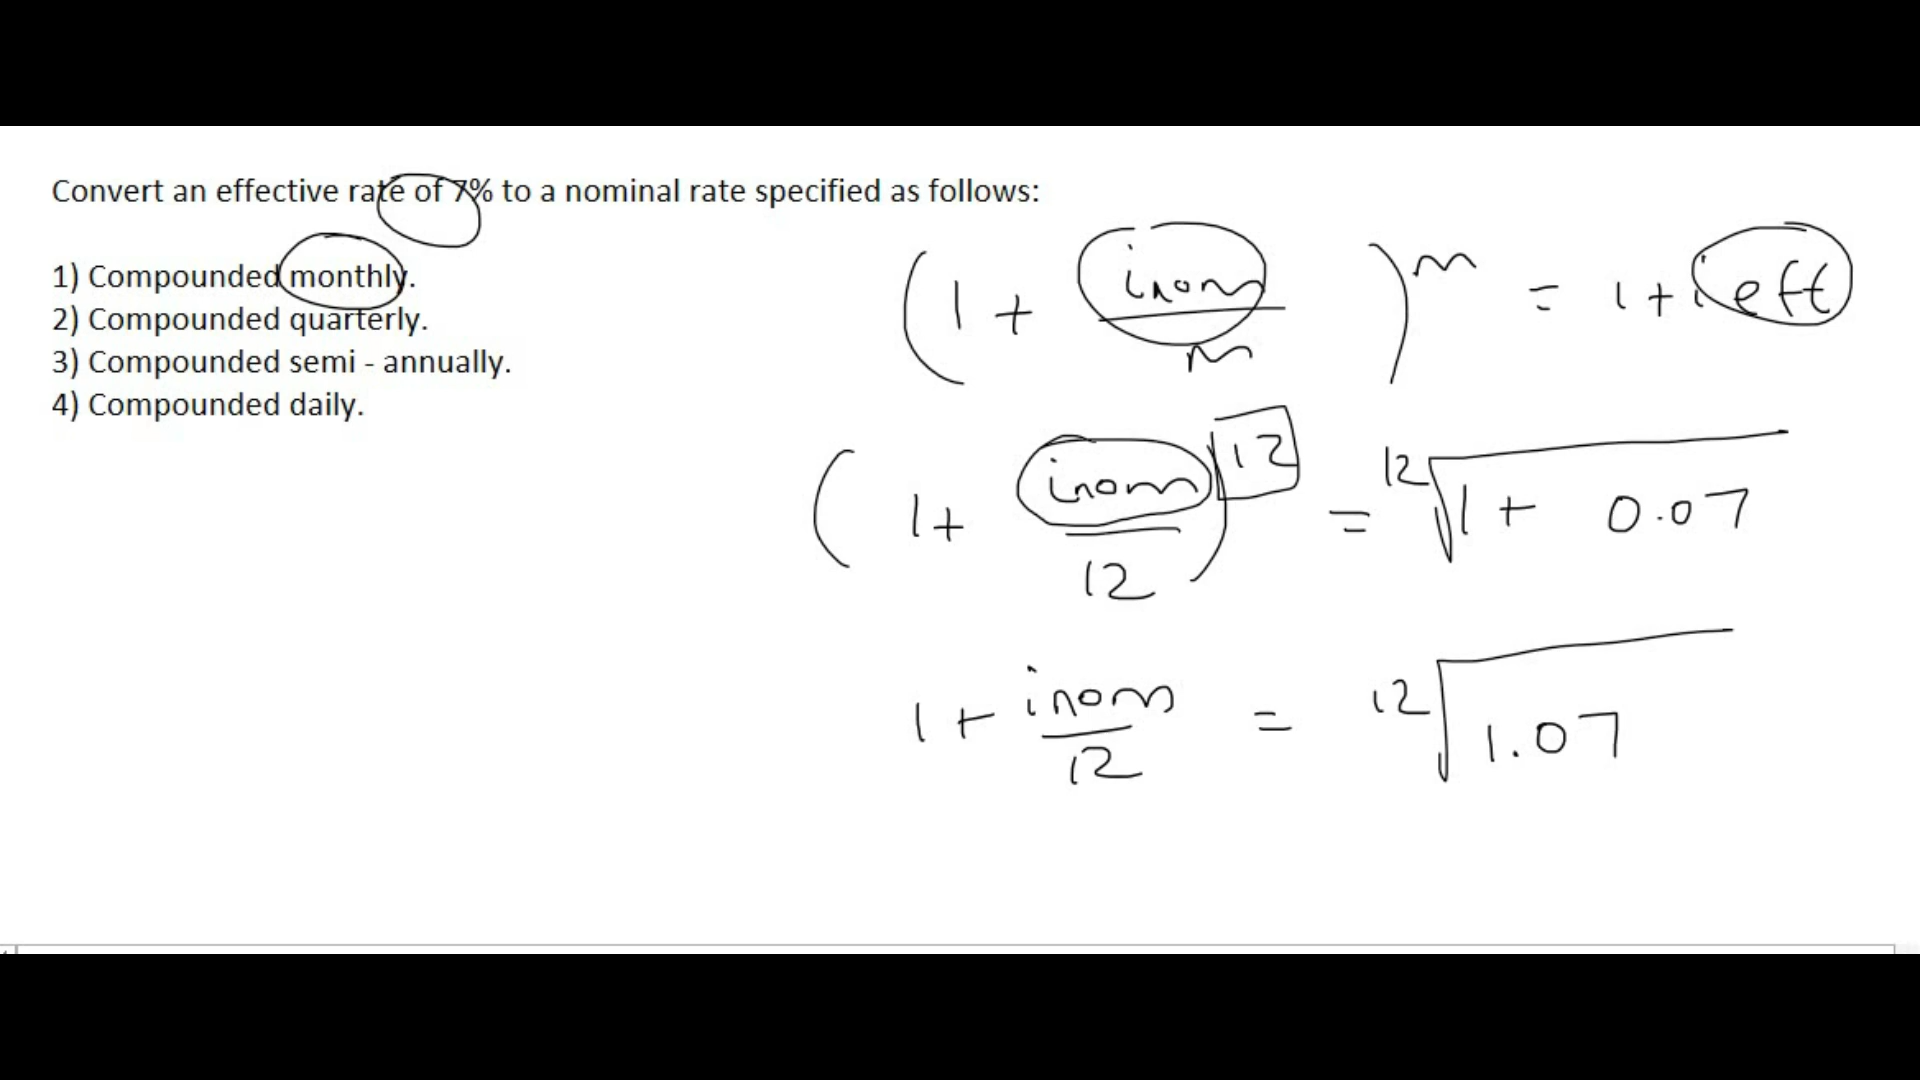 Convert an effective rate of 7% to a nominal rate specified as follows:
1) Compounded monthly.
2) Compounded quarterly.
3) Compounded semi - annually.
4) Compounded daily.
(1 + inom/m)^m = 1 + ieff
(1 + inom/12)^12 = 12√1 + 0.07
1 + inom/12 = 12√1.07